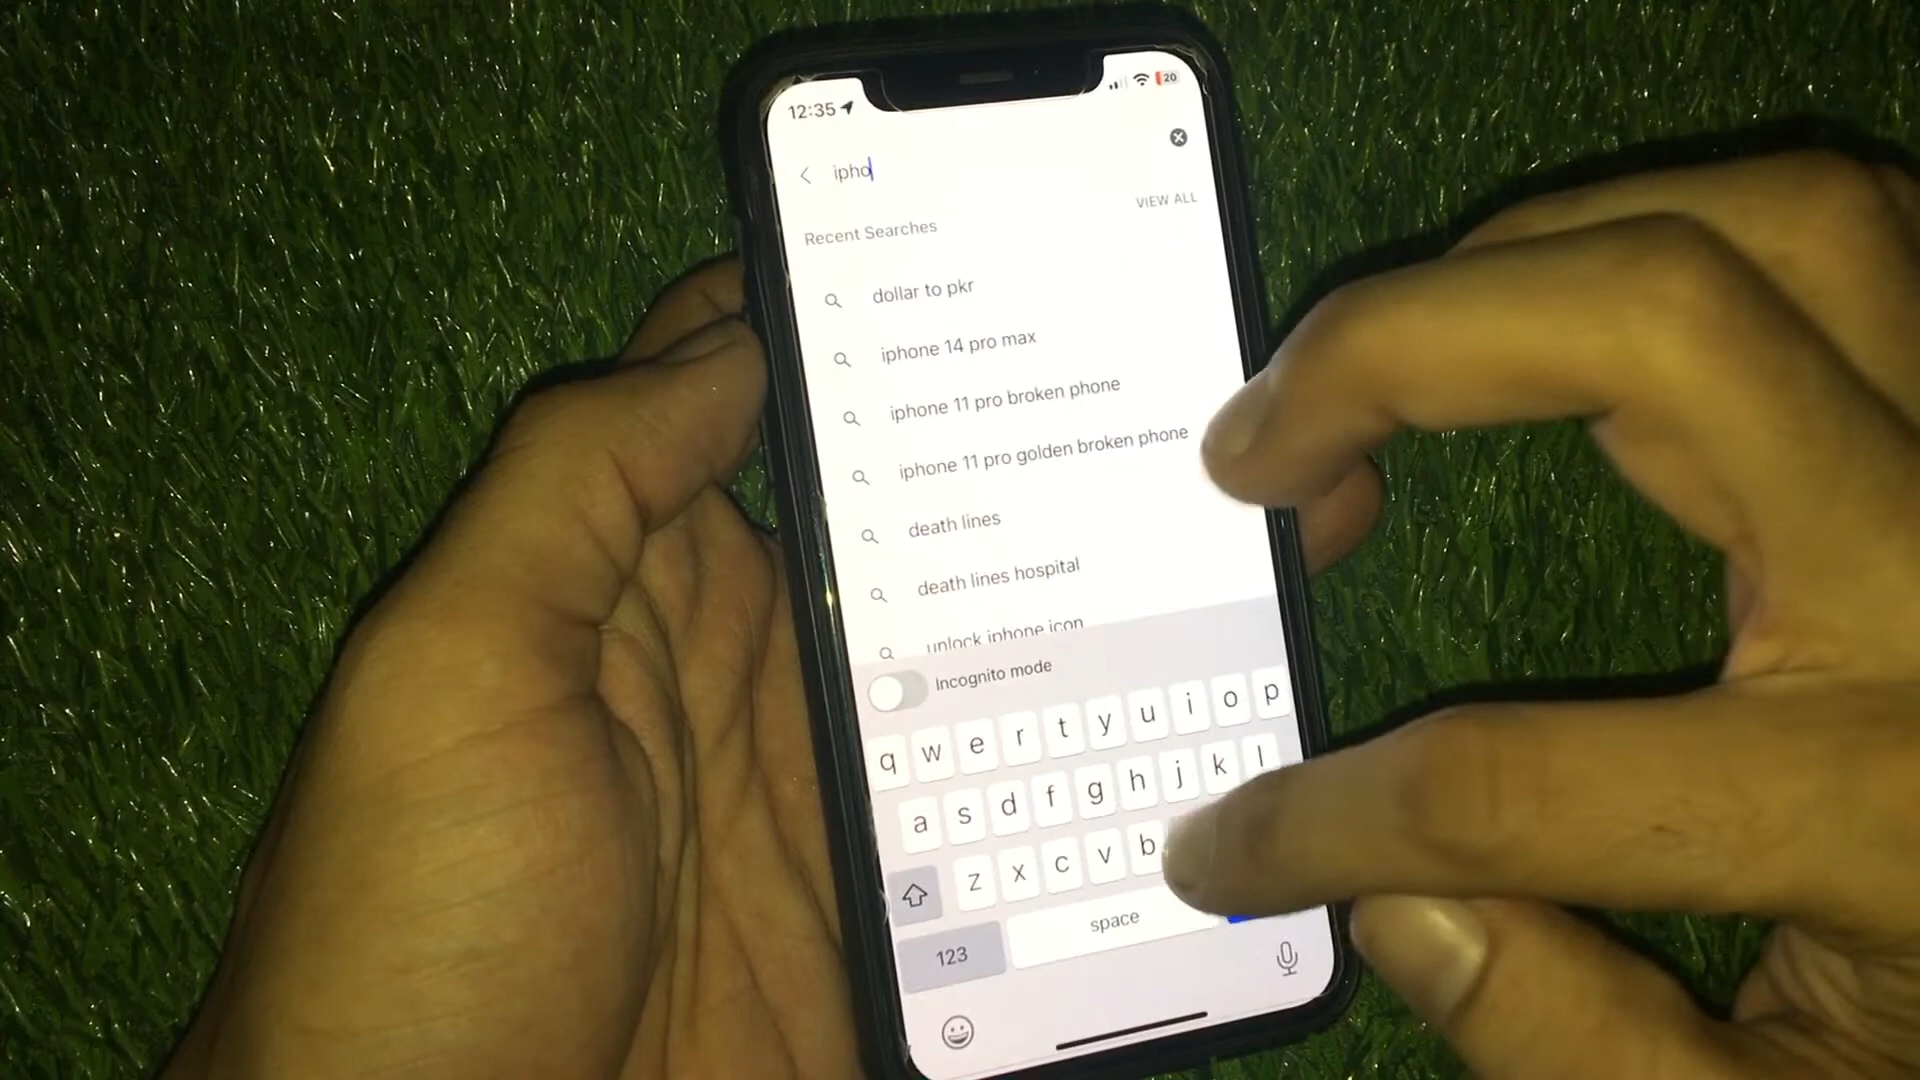 12:35
20
ipho
Recent Searches
VIEW ALL
dollar to pkr
iphone 14 pro max
iphone 11 pro broken phone
iphone 11 pro golden broken phone
death lines
death lines hospital
unlock iphone icon
Incognito mode
q w e r t y u i o p
a s d f g h j k l
z x c v b
123
space